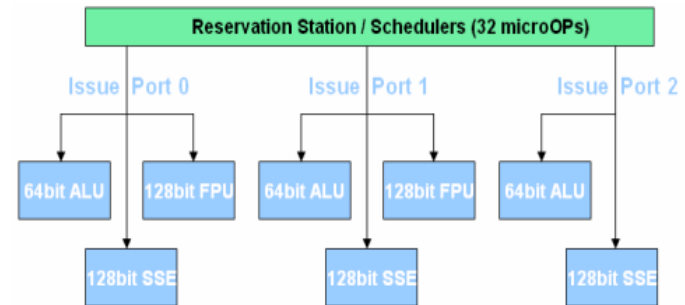 Reservation Station / Schedulers (32 microOPs)
Issue Port 0
Issue Port 1
Issue Port 2
64bit ALU
128bit FPU
64bit ALU
128bit FPU
64bit ALU
128bit SSE
128bit SSE
128bit SSE